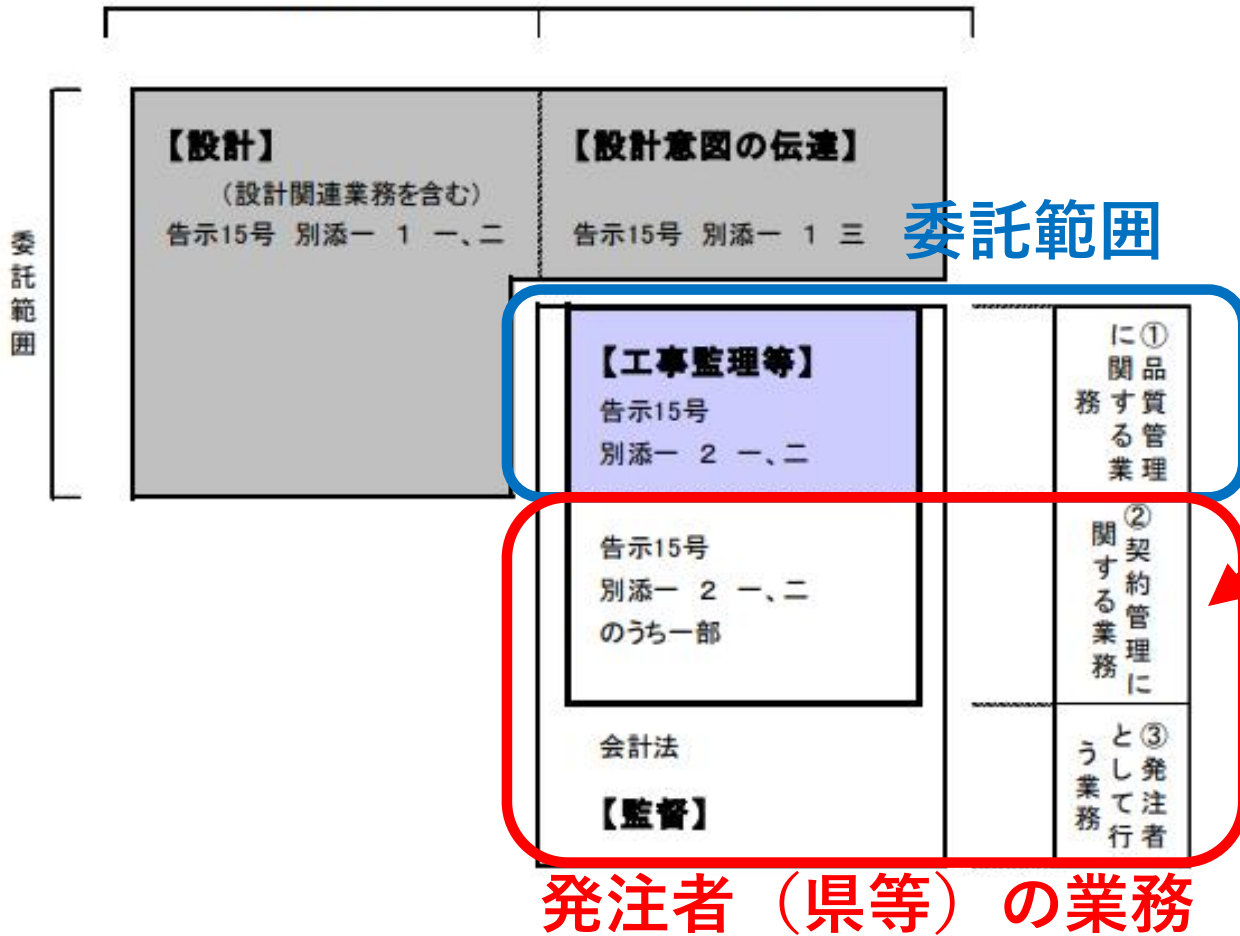 委託範囲
【設計】
(設計関連業務を含む)
告示15号 別添一 1 一、二
【設計意図の伝達】
告示15号 別添一 1 三
委託範囲
【工事監理等】
告示15号
別添一 2 一、二
告示15号
別添一 2 一、二
のうち一部
会計法
【監督】
①品質管理
に関する業
務
②契約管理に
関する業務
③発注者
として行
う業務
発注者（県等）の業務